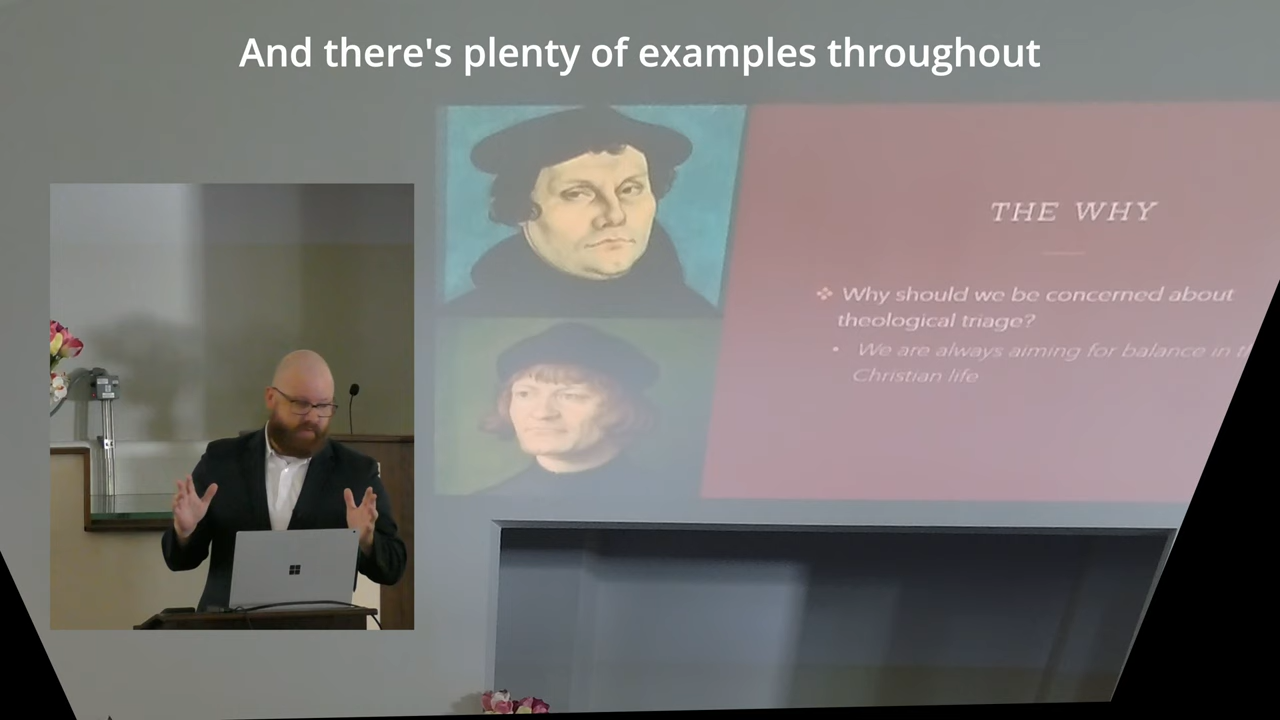 And there's plenty of examples throughout
THE WHY
❖ Why should we be concerned about
theological triage?
• We are always aiming for balance in
Christian life